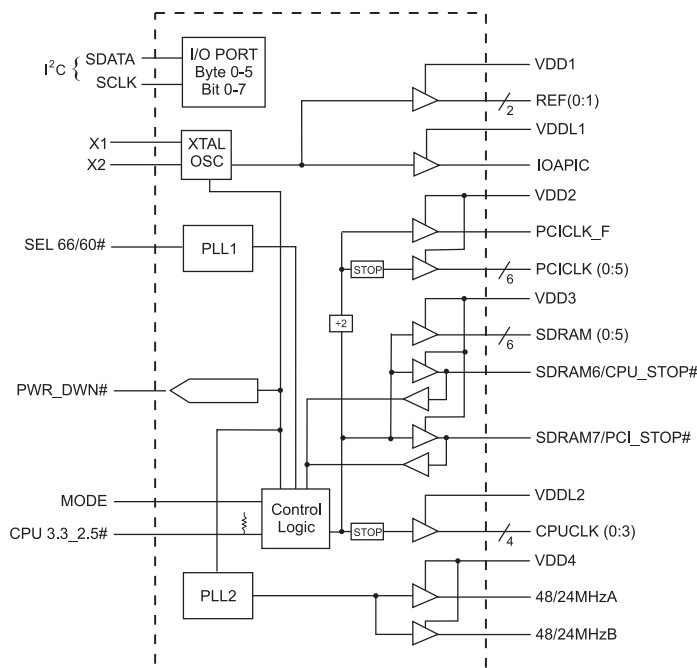 I²C { SDATA
SCLK
I/O PORT
Byte 0-5
Bit 0-7
VDD1
REF(0:1)
2
VDDL1
X1
X2
XTAL
OSC
IOAPIC
VDD2
PCICLK_F
SEL 66/60#
PLL1
STOP
PCICLK (0:5)
6
VDD3
÷2
SDRAM (0:5)
6
SDRAM6/CPU_STOP#
PWR_DWN#
SDRAM7/PCI_STOP#
MODE
CPU 3.3_2.5#
Control
Logic
VDDL2
STOP
CPUCLK (0:3)
4
VDD4
PLL2
48/24MHzA
48/24MHzB